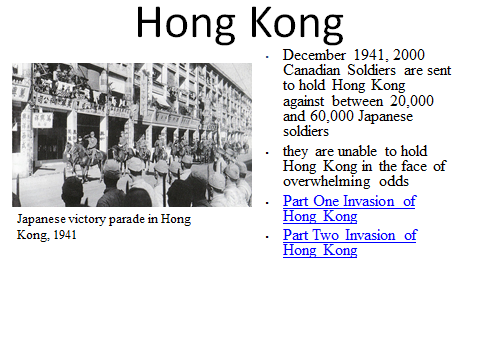 Hong Kong
December 1941, 2000
Canadian Soldiers are sent
to hold Hong Kong
against between 20,000
and 60,000 Japanese
soldiers
they are unable to hold
Hong Kong in the face of
overwhelming odds
Part One Invasion of
Hong Kong
Part Two Invasion of
Hong Kong
Japanese victory parade in Hong
Kong, 1941